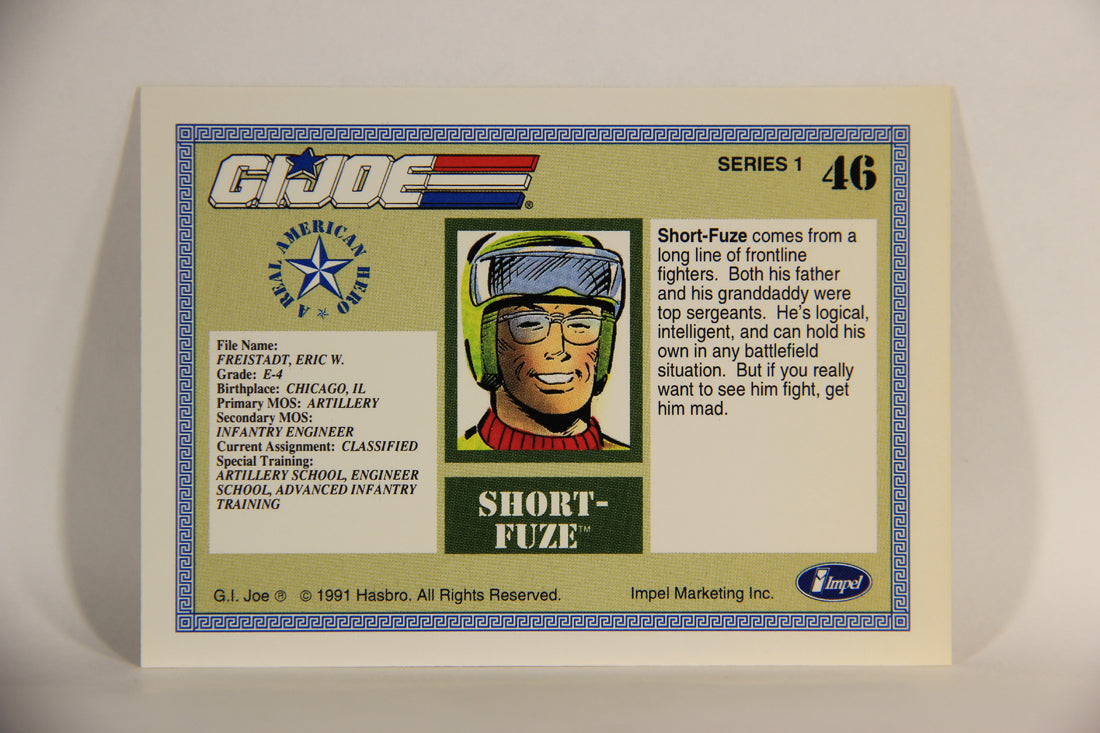 G.I. JOE ®
SERIES 1 46
A REAL AMERICAN HERO
File Name:
FREISTADT, ERIC W.
Grade: E-4
Birthplace: CHICAGO, IL
Primary MOS: ARTILLERY
Secondary MOS:
INFANTRY ENGINEER
Current Assignment: CLASSIFIED
Special Training:
ARTILLERY SCHOOL, ENGINEER
SCHOOL, ADVANCED INFANTRY
TRAINING
SHORT-
FUZE™
Short-Fuze comes from a
long line of frontline
fighters. Both his father
and his granddaddy were
top sergeants. He's logical,
intelligent, and can hold his
own in any battlefield
situation. But if you really
want to see him fight, get
him mad.
Impel
G.I. Joe ® © 1991 Hasbro. All Rights Reserved.
Impel Marketing Inc.